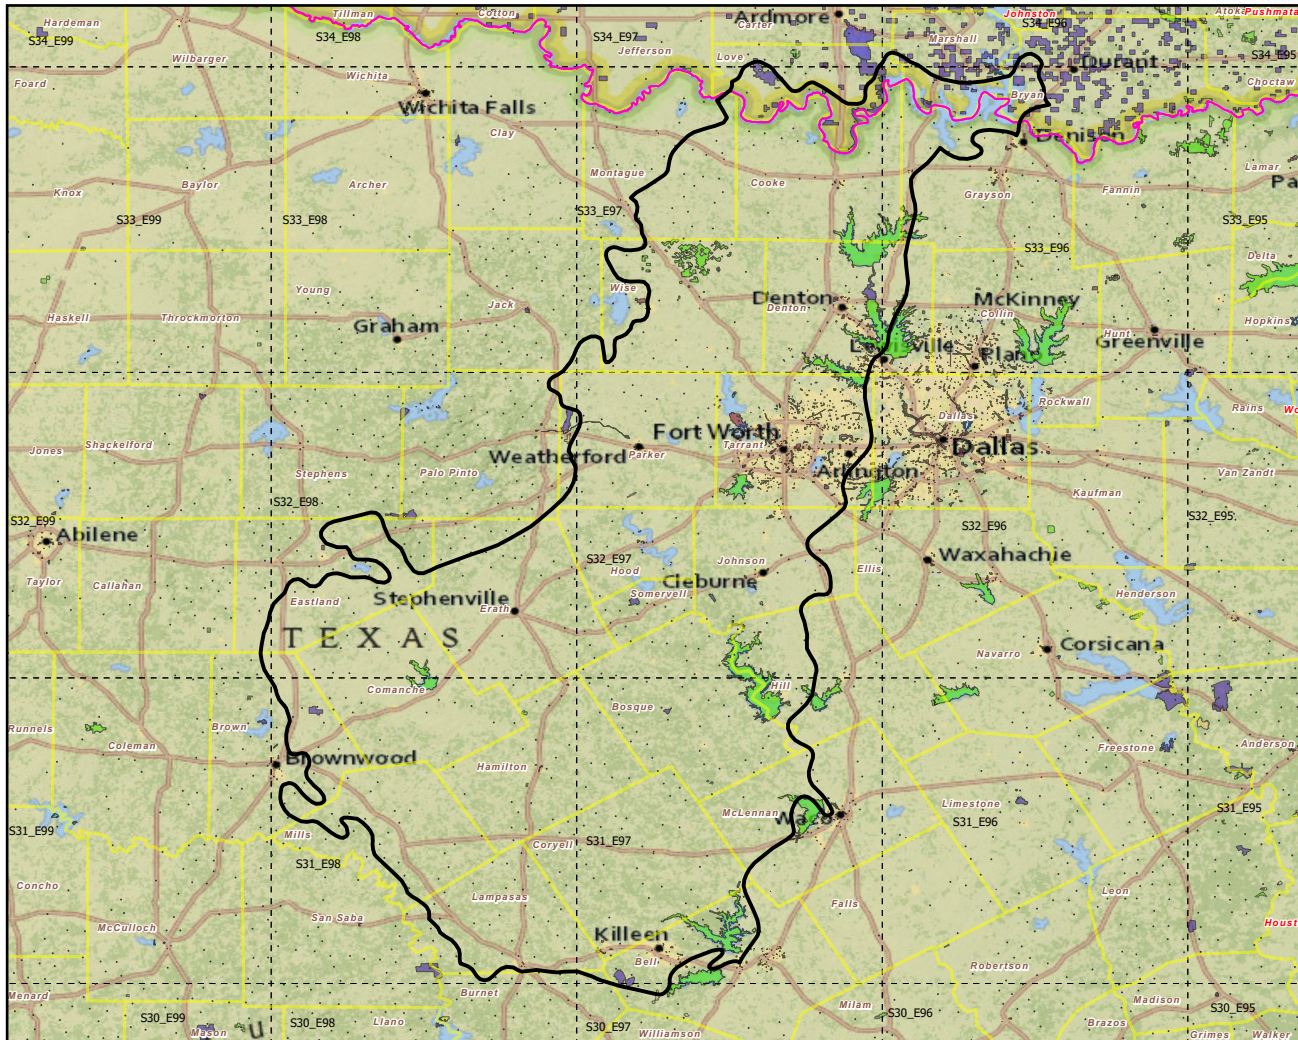 Hardeman
Tillman
Cotton
Ardmore
Carter
Johnston
S34_E96
Pushmata
S34_E99
S34_E98
S34_E97
Jefferson
Love
Marshall
S34_E95
Wilbarger
Wichita
Durant
Foard
Choctaw
Bryan
Wichita Falls
Clay
Denison
Montague
Cooke
Grayson
Fannin
Lamar
Pa
Knox
Baylor
Archer
S33_E99
S33_E98
S33_E97
S33_E96
S33_E95
Delta
Young
Jack
Wise
Denton
Denton
McKinney
Collin
Haskell
Throckmorton
Graham
Lewisville
Hunt
Greenville
Hopkins
Jones
Shackelford
Stephens
Palo Pinto
Weatherford
Parker
Fort Worth
Tarrant
Arlington
Dallas
Dallas
Rockwall
Rains
Wo
Kaufman
Van Zandt
S32_E99
Abilene
S32_E98
S32_E97
S32_E96
S32_E95
Taylor
Callahan
Eastland
Stephenville
Erath
Hood
Somervell
Johnson
Cleburne
Ellis
Waxahachie
Henderson
TEXAS
Navarro
Corsicana
Runnels
Coleman
Brown
Comanche
Bosque
Hill
Freestone
Anderson
Brownwood
Hamilton
McLennan
Waco
Limestone
S31_E99
Mills
S31_E98
Coryell
S31_E97
S31_E96
S31_E95
Concho
McCulloch
San Saba
Lampasas
Killeen
Bell
Falls
Leon
Houst
Robertson
Menard
Burnet
Milam
Madison
S30_E99
Mason
S30_E98
Llano
S30_E97
Williamson
S30_E96
Brazos
S30_E95
Grimes
Walker
u